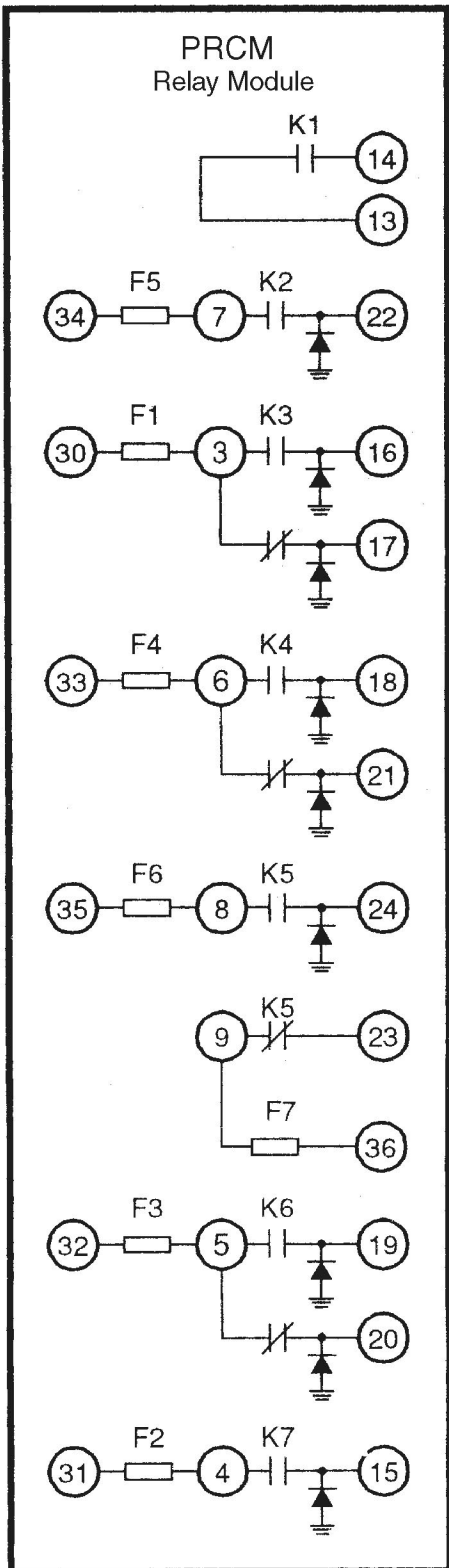 PRCM
Relay Module
K1
14
13
F5 K2
34 7 22
F1 K3
30 3 16
17
F4 K4
33 6 18
21
F6 K5
35 8 24
K5
9 23
F7
36
F3 K6
32 5 19
20
F2 K7
31 4 15